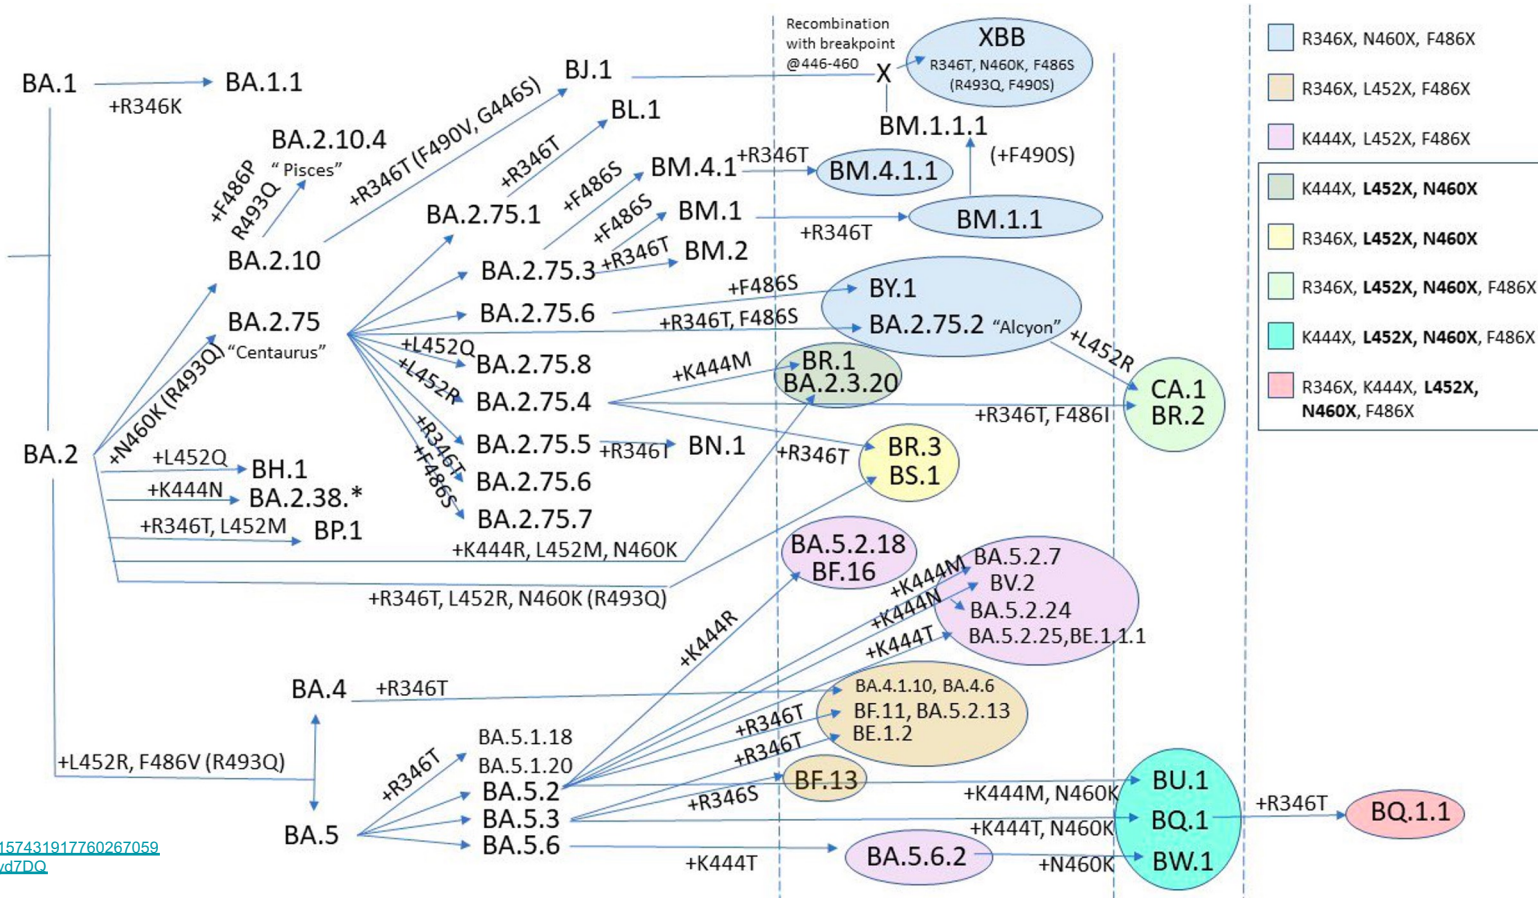 Recombination
with breakpoint
@446-460
XBB
R346T, N460K, F486S
(R493Q, F490S)
X
BA.1
+R346K
BA.1.1
BJ.1
BL.1
BA.2.10.4
“ Pisces”
+F486P
R493Q
+R346T (F490V, G446S)
+R346T
BM.1.1.1
(+F490S)
BM.4.1
+R346T
BM.4.1.1
+F486S
BA.2.75.1
+F486S
BM.1
+R346T
BM.1.1
BA.2.10
BA.2.75.3
+R346T
BM.2
BA.2.75
“Centaurus”
BA.2.75.6
+F486S
BY.1
+R346T, F486S
BA.2.75.2 “Alcyon”
+L452R
+L452Q
BA.2.75.8
+K444M
BR.1
BA.2.3.20
+L452R
BA.2.75.4
+R346T, F486I
CA.1
BR.2
+N460K (R493Q)
BA.2
+R346T
BA.2.75.5
+R346T
BN.1
+R346T
BR.3
BS.1
+F486S
BA.2.75.6
BA.2.75.7
+L452Q
BH.1
+K444N
BA.2.38.*
+R346T, L452M
BP.1
+K444R, L452M, N460K
+R346T, L452R, N460K (R493Q)
BA.5.2.18
BF.16
+K444R
+K444M
+K444N
+K444T
BA.5.2.7
BV.2
BA.5.2.24
BA.5.2.25,BE.1.1.1
BA.4
+R346T
BA.4.1.10, BA.4.6
BF.11, BA.5.2.13
BE.1.2
+R346T
+R346T
+L452R, F486V (R493Q)
BA.5
+R346T
BA.5.1.18
BA.5.1.20
BA.5.2
BA.5.3
BA.5.6
+R346S
BF.13
+K444M, N460K
BU.1
+K444T, N460K
BQ.1
+R346T
BQ.1.1
+K444T
BA.5.6.2
+N460K
BW.1
157431917760267059
vd7DQ
R346X, N460X, F486X
R346X, L452X, F486X
K444X, L452X, F486X
K444X, L452X, N460X
R346X, L452X, N460X
R346X, L452X, N460X, F486X
K444X, L452X, N460X, F486X
R346X, K444X, L452X,
N460X, F486X